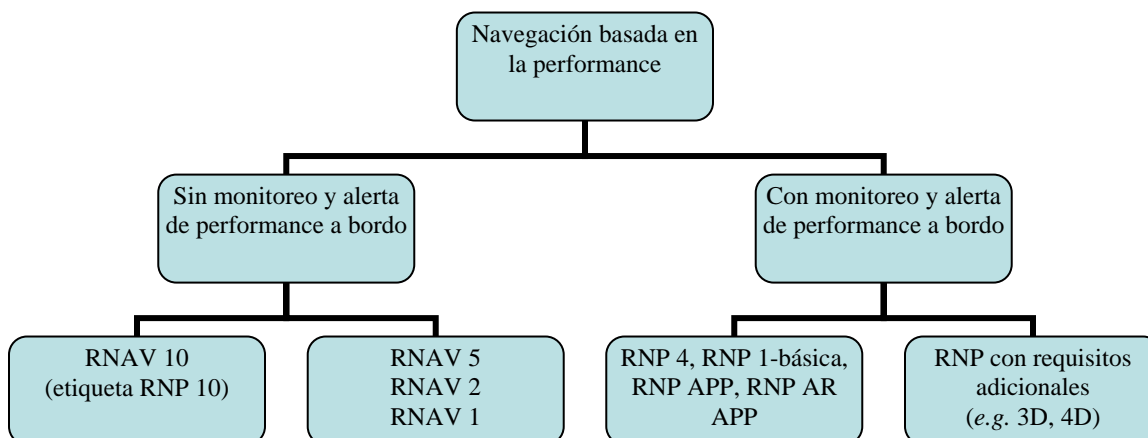 Navegación basada en
la performance
Sin monitoreo y alerta
de performance a bordo
Con monitoreo y alerta
de performance a bordo
RNAV 10
(etiqueta RNP 10)
RNAV 5
RNAV 2
RNAV 1
RNP 4, RNP 1-básica,
RNP APP, RNP AR
APP
RNP con requisitos
adicionales
(e.g. 3D, 4D)